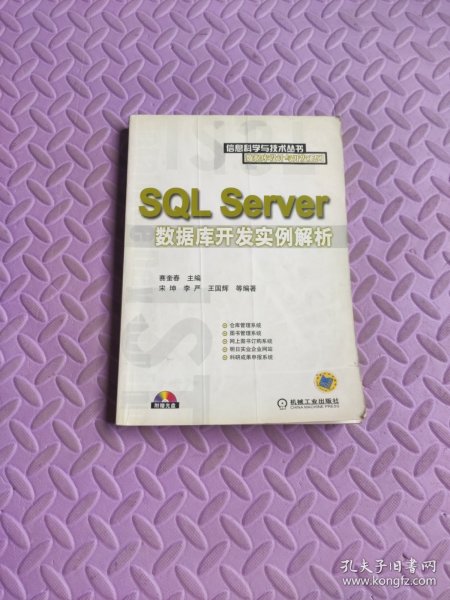 信息科学与技术丛书
SQL Server
数据库开发实例解析
赛奎春 主编
宋坤 李严 王国辉 等编著
仓库管理系统
图书管理系统
网上图书订购系统
明日实业企业网站
科研成果申报系统
附赠光盘
机械工业出版社
CHINA MACHINE PRESS
孔夫子旧书网
www.kongfz.com